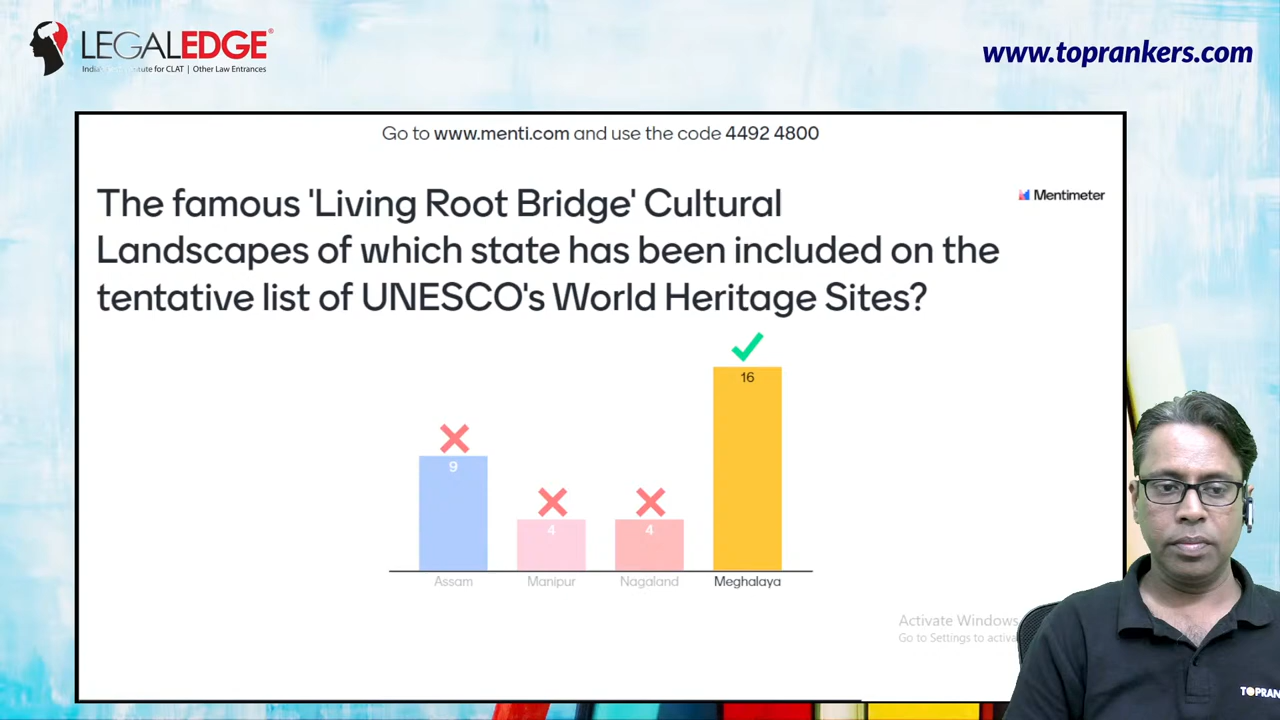 LEGALEDGE
Institute for CLAT | Other Law Entrances
www.toprankers.com
Go to www.menti.com and use the code 4492 4800
The famous 'Living Root Bridge' Cultural
Landscapes of which state has been included on the
tentative list of UNESCO's World Heritage Sites?
Mentimeter
16
9
4
4
Assam
Manipur
Nagaland
Meghalaya
Activate Windows
Go to Settings to activa
TOPRAN